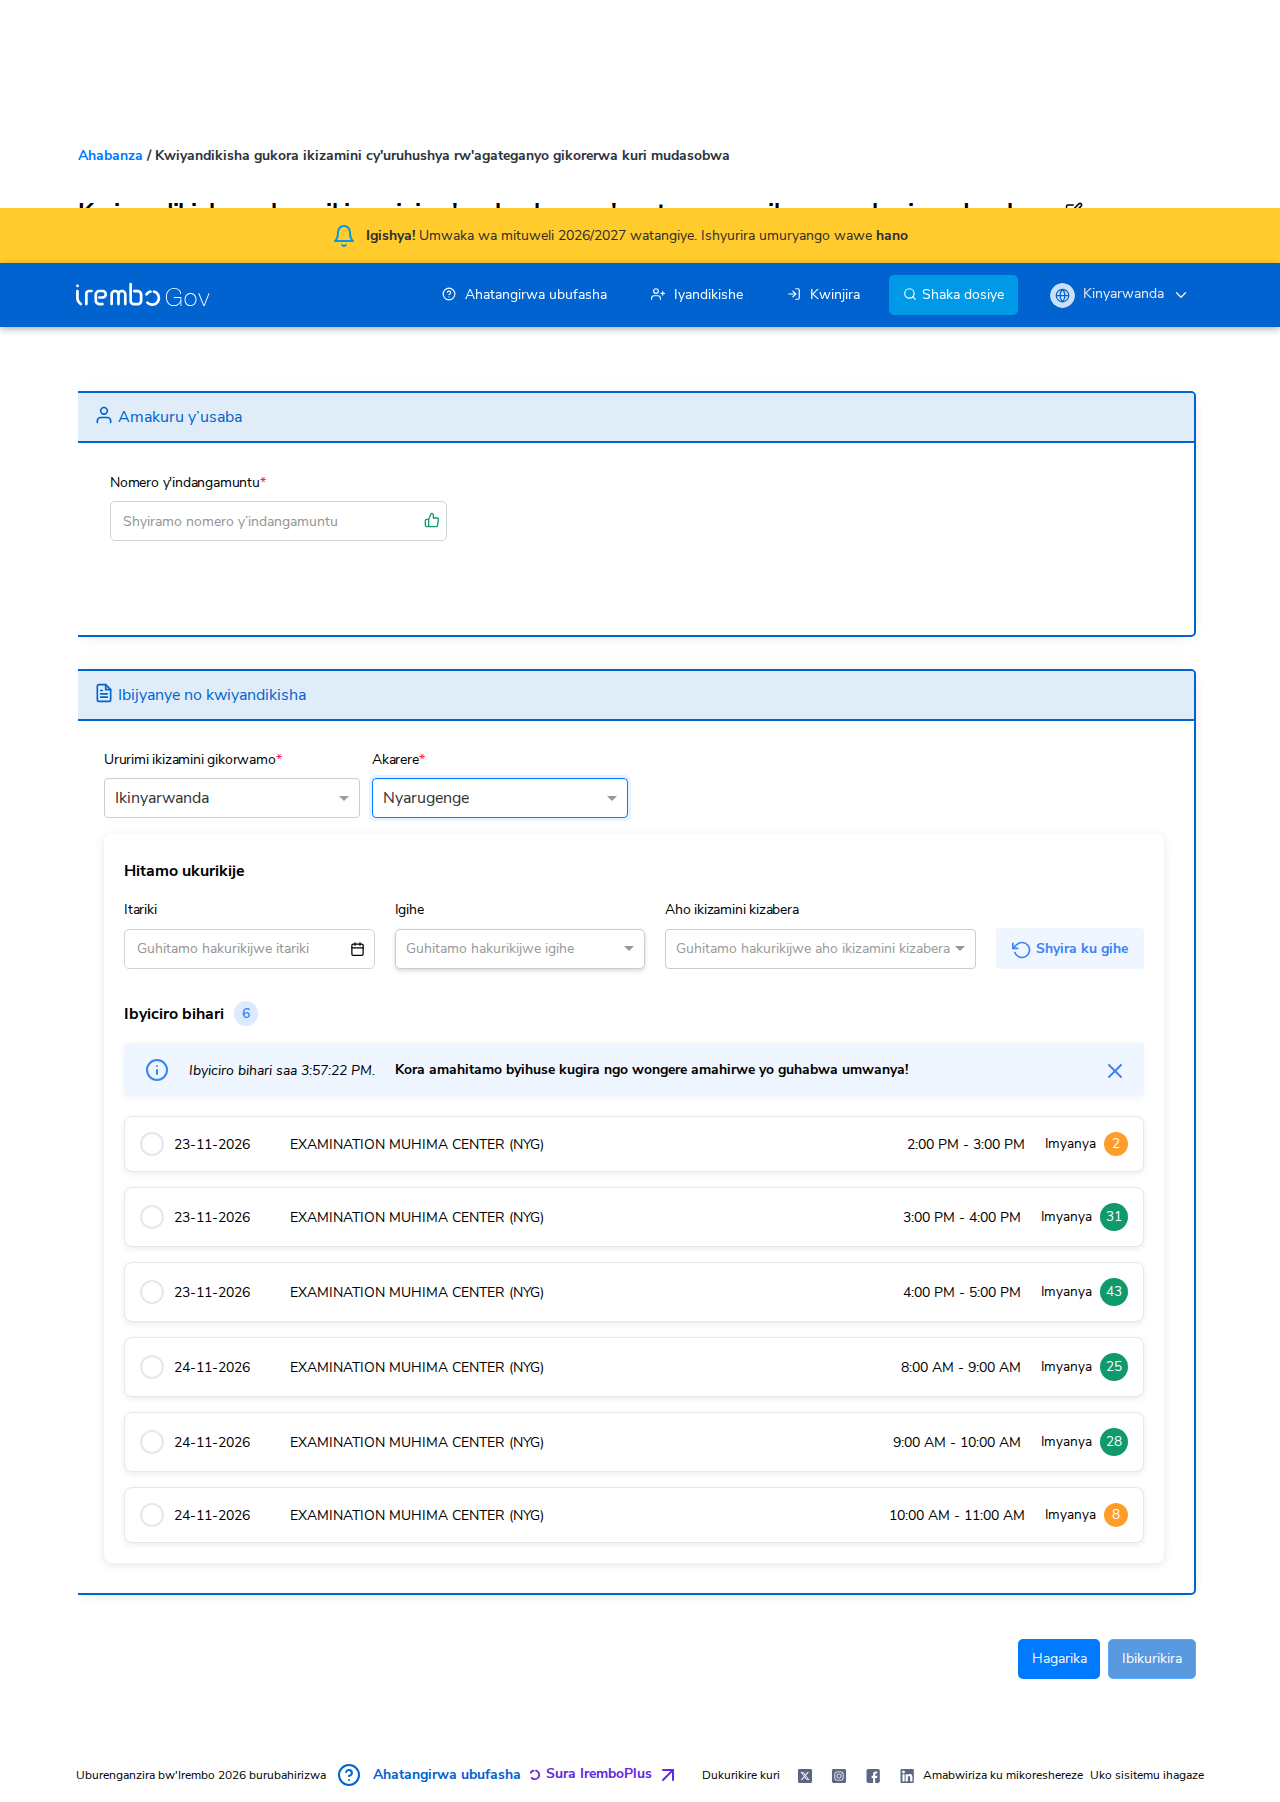 Ahabanza / Kwiyandikisha gukora ikizamini cy'uruhushya rw'agateganyo gikorerwa kuri mudasobwa
Igishya! Umwaka wa mituweli 2026/2027 watangiye. Ishyurira umuryango wawe hano
irembo Gov
Ahatangirwa ubufasha
Iyandikishe
Kwinjira
Shaka dosiye
Kinyarwanda
Amakuru y’usaba
Nomero y'indangamuntu*
Shyiramo nomero y’indangamuntu
Ibijyanye no kwiyandikisha
Ururimi ikizamini gikorwamo* Akarere*
Ikinyarwanda Nyarugenge
Hitamo ukurikije
Itariki Igihe Aho ikizamini kizabera
Guhitamo hakurikijwe itariki Guhitamo hakurikijwe igihe Guhitamo hakurikijwe aho ikizamini kizabera Shyira ku gihe
Ibyiciro bihari 6
Ibyiciro bihari saa 3:57:22 PM. Kora amahitamo byihuse kugira ngo wongere amahirwe yo guhabwa umwanya!
23-11-2026 EXAMINATION MUHIMA CENTER (NYG) 2:00 PM - 3:00 PM Imyanya 2
23-11-2026 EXAMINATION MUHIMA CENTER (NYG) 3:00 PM - 4:00 PM Imyanya 31
23-11-2026 EXAMINATION MUHIMA CENTER (NYG) 4:00 PM - 5:00 PM Imyanya 43
24-11-2026 EXAMINATION MUHIMA CENTER (NYG) 8:00 AM - 9:00 AM Imyanya 25
24-11-2026 EXAMINATION MUHIMA CENTER (NYG) 9:00 AM - 10:00 AM Imyanya 28
24-11-2026 EXAMINATION MUHIMA CENTER (NYG) 10:00 AM - 11:00 AM Imyanya 8
Hagarika Ibikurikira
Uburenganzira bw'Irembo 2026 burubahirizwa Ahatangirwa ubufasha Sura IremboPlus Dukurikire kuri Amabwiriza ku mikoreshereze Uko sisitemu ihagaze